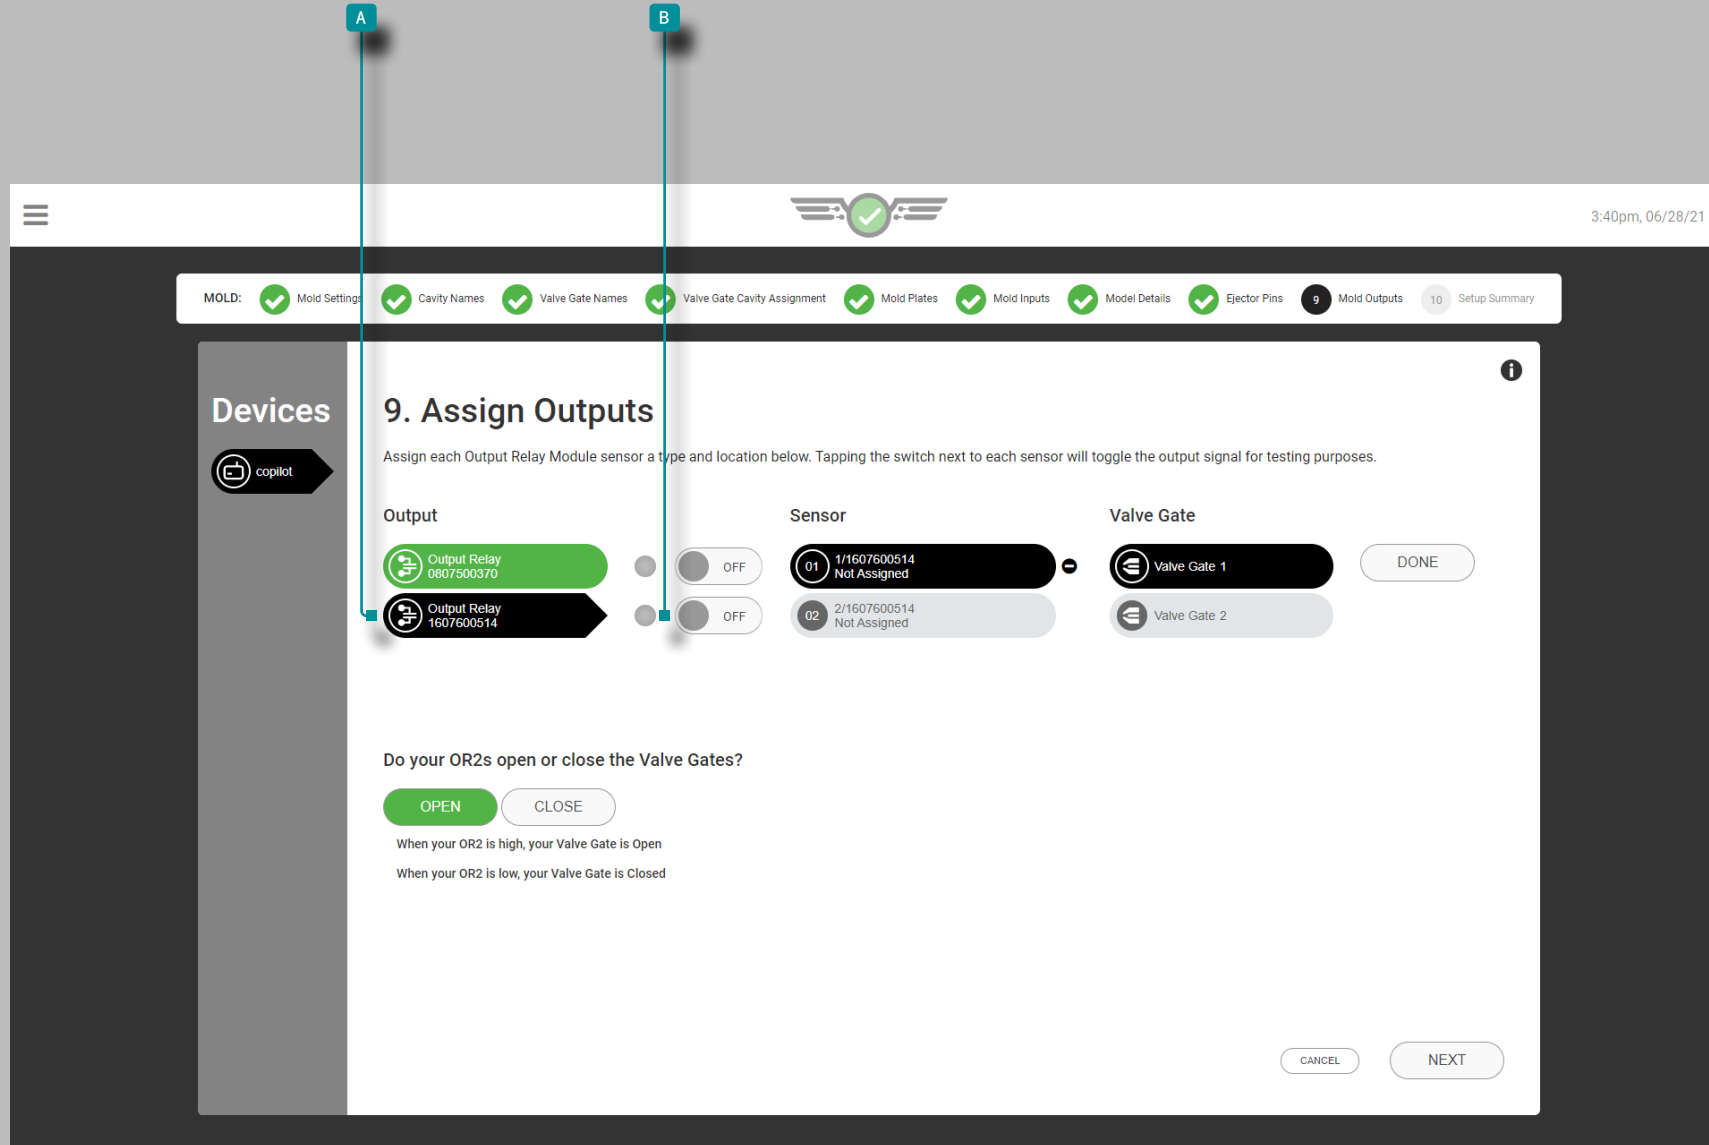 A
B
3:40pm, 06/28/21
MOLD: Mold Settings Cavity Names Valve Gate Names Valve Gate Cavity Assignment Mold Plates Mold Inputs Model Details Ejector Pins 9 Mold Outputs 10 Setup Summary
Devices
copilot
9. Assign Outputs
Assign each Output Relay Module sensor a type and location below. Tapping the switch next to each sensor will toggle the output signal for testing purposes.
Output
Sensor
Valve Gate
Output Relay
0807500370
OFF
01
1/1607600514
Not Assigned
Valve Gate 1
DONE
Output Relay
1607600514
OFF
02
2/1607600514
Not Assigned
Valve Gate 2
Do your OR2s open or close the Valve Gates?
OPEN
CLOSE
When your OR2 is high, your Valve Gate is Open
When your OR2 is low, your Valve Gate is Closed
CANCEL
NEXT